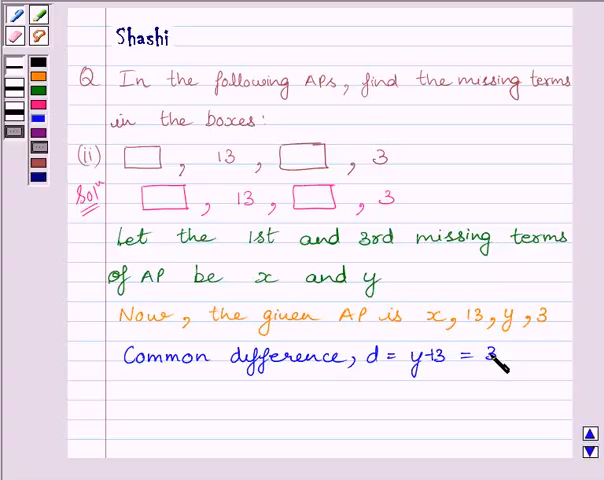 Shashi
Q In the following APs, find the missing terms
in the boxes:
(ii) , 13 , , 3
Solⁿ , 13 , , 3
Let the 1st and 3rd missing terms
of AP be x and y
Now, the given AP is x, 13, y, 3
Common difference, d = y-13 = 3